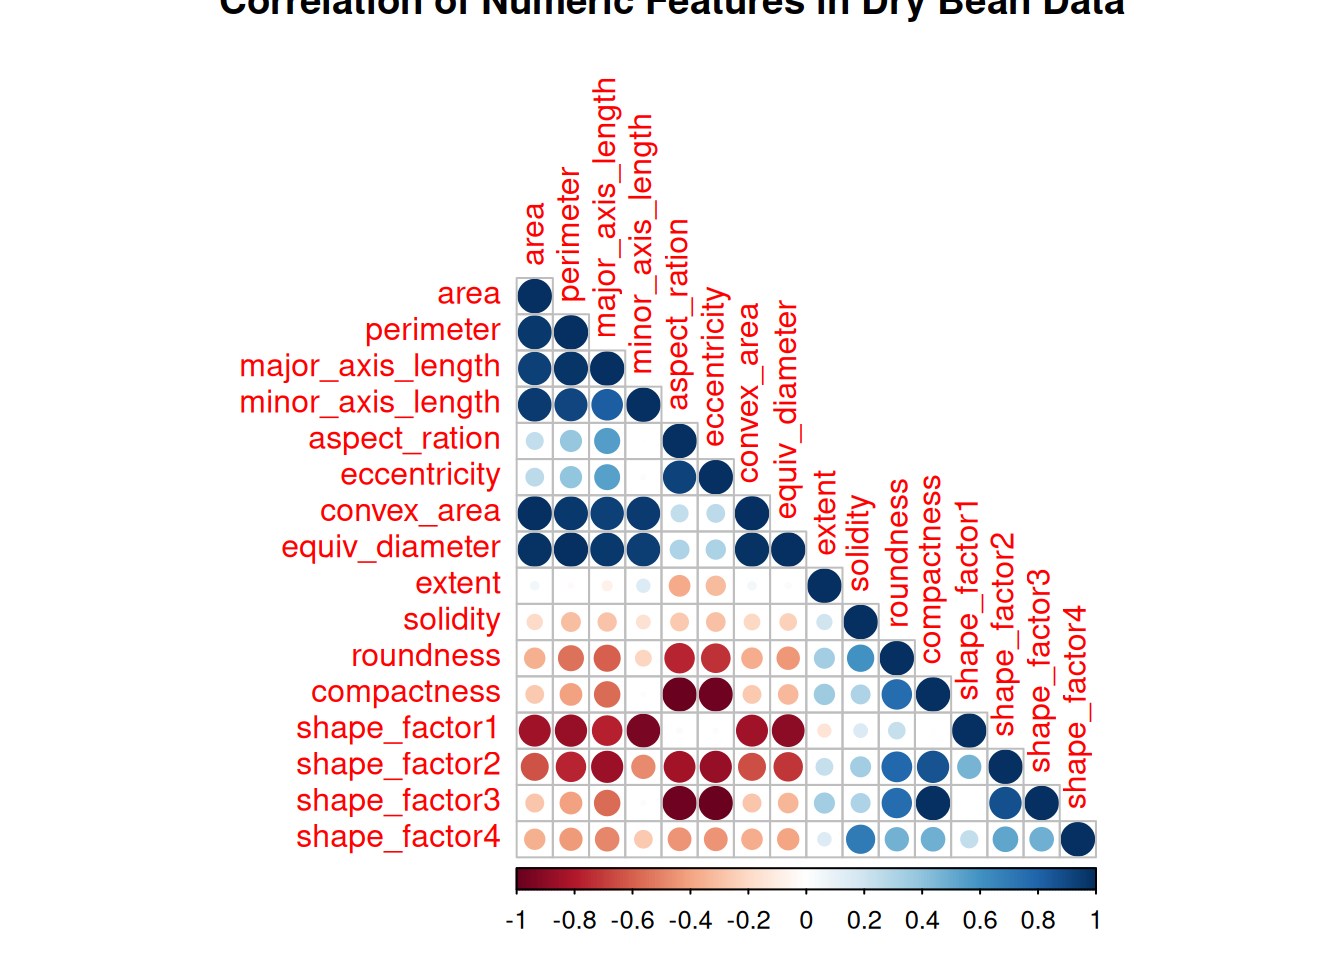 Correlation of Numeric Features in Dry Bean Data
area
perimeter
major_axis_length
minor_axis_length
aspect_ration
eccentricity
convex_area
equiv_diameter
extent
solidity
roundness
compactness
shape_factor1
shape_factor2
shape_factor3
shape_factor4
area
perimeter
major_axis_length
minor_axis_length
aspect_ration
eccentricity
convex_area
equiv_diameter
extent
solidity
roundness
compactness
shape_factor1
shape_factor2
shape_factor3
shape_factor4
-1 -0.8 -0.6 -0.4 -0.2 0 0.2 0.4 0.6 0.8 1